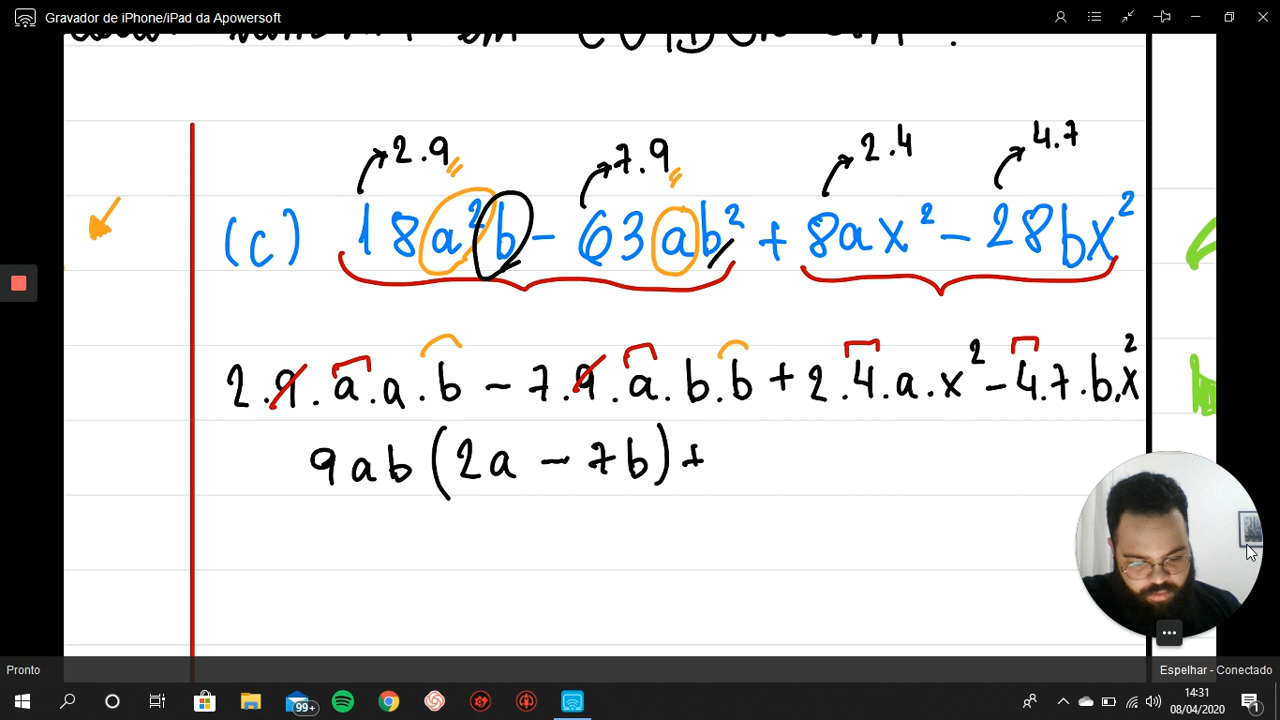 Gravador de iPhone/iPad da Apowersoft
2.9 7.9 2.4 4.7
(c) 18a²b - 63ab² + 8ax² - 28bx²
2.9.a.a.b - 7.9.a.b.b + 2.4.a.x² - 4.7.b.x²
9ab(2a - 7b) +
Pronto
Espelhar - Conectado
99+
14:31
08/04/2020
1